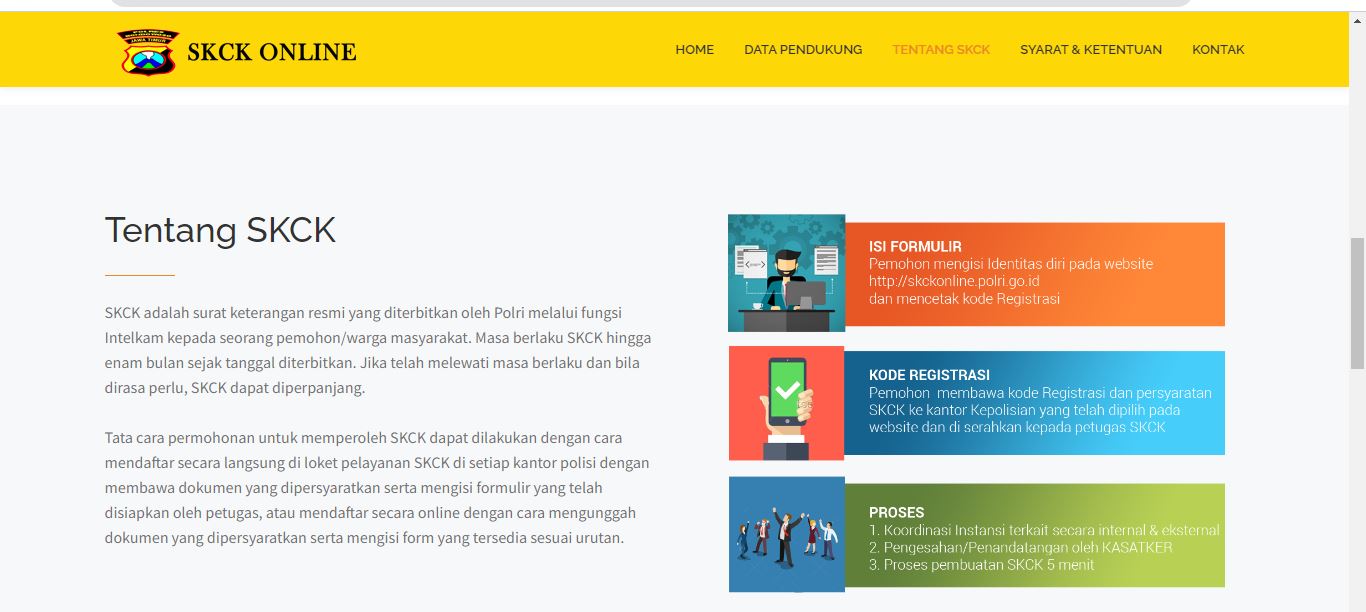 POLRES
JAWA TIMUR
SKCK ONLINE
HOME
DATA PENDUKUNG
TENTANG SKCK
SYARAT & KETENTUAN
KONTAK
Tentang SKCK
SKCK adalah surat keterangan resmi yang diterbitkan oleh Polri melalui fungsi
Intelkam kepada seorang pemohon/warga masyarakat. Masa berlaku SKCK hingga
enam bulan sejak tanggal diterbitkan. Jika telah melewati masa berlaku dan bila
dirasa perlu, SKCK dapat diperpanjang.
Tata cara permohonan untuk memperoleh SKCK dapat dilakukan dengan cara
mendaftar secara langsung di loket pelayanan SKCK di setiap kantor polisi dengan
membawa dokumen yang dipersyaratkan serta mengisi formulir yang telah
disiapkan oleh petugas, atau mendaftar secara online dengan cara mengunggah
dokumen yang dipersyaratkan serta mengisi form yang tersedia sesuai urutan.
ISI FORMULIR
Pemohon mengisi Identitas diri pada website
http://skckonline.polri.go.id
dan mencetak kode Registrasi
KODE REGISTRASI
Pemohon  membawa kode Registrasi dan persyaratan
SKCK ke kantor Kepolisian yang telah dipilih pada
website dan di serahkan kepada petugas SKCK
PROSES
1. Koordinasi Instansi terkait secara internal & eksternal
2. Pengesahan/Penandatangan oleh KASATKER
3. Proses pembuatan SKCK 5 menit